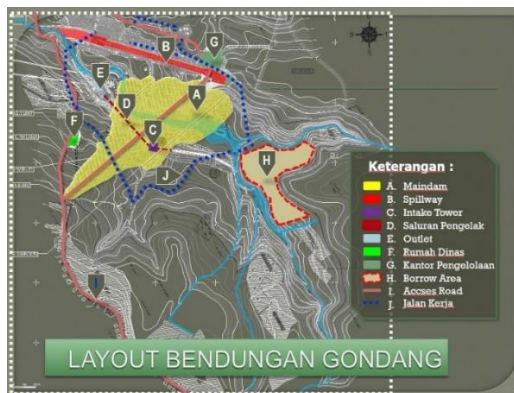 B
G
E
A
D
F
C
H
J
I
Keterangan :
A. Maindam
B. Spillway
C. Intake Tower
D. Saluran Pengelak
E. Outlet
F. Rumah Dinas
G. Kantor Pengelolaan
H. Borrow Area
I. Accses Road
J. Jalan Kerja
LAYOUT BENDUNGAN GONDANG